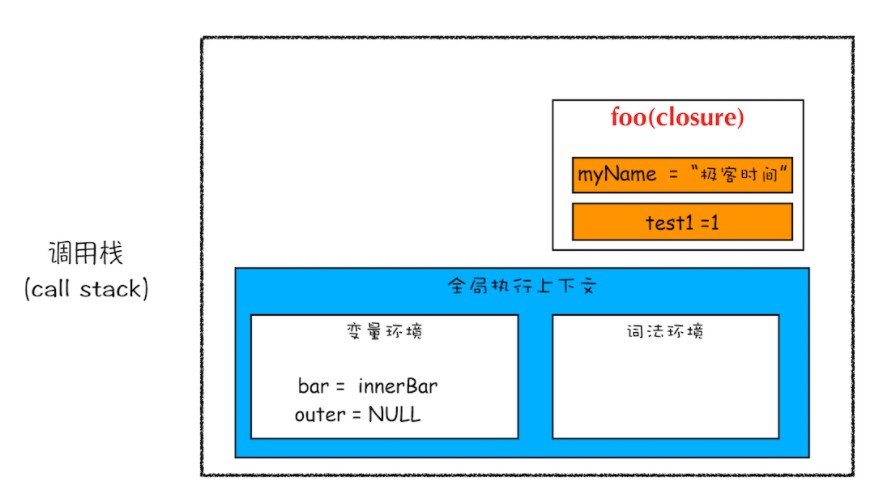 foo(closure)
myName = “极客时间”
test1 =1
调用栈
(call stack)
全局执行上下文
变量环境
词法环境
bar = innerBar
outer = NULL